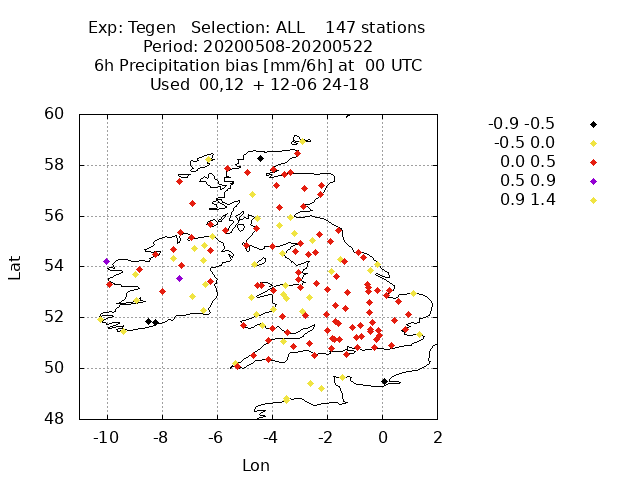 Exp: Tegen   Selection: ALL    147 stations
Period: 20200508-20200522
6h Precipitation bias [mm/6h] at  00 UTC
Used  00,12  + 12-06 24-18
-0.9 -0.5
-0.5 0.0
0.0 0.5
0.5 0.9
0.9 1.4
60
58
56
54
52
50
48
Lat
-10 -8 -6 -4 -2 0 2
Lon